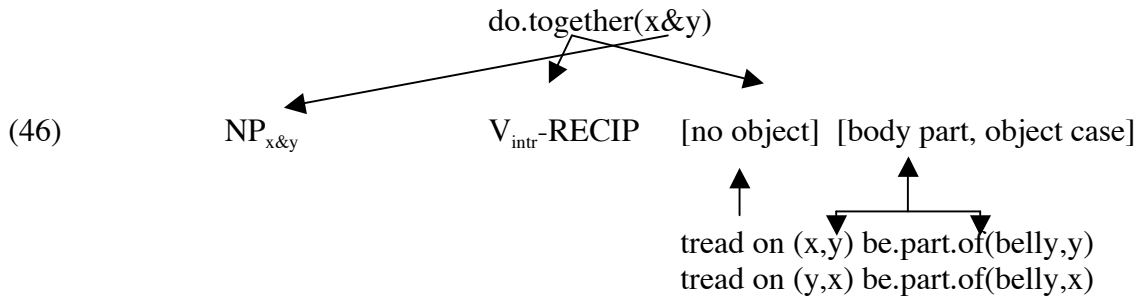 do.together(x&y)
(46) NPx&y Vintr-RECIP [no object] [body part, object case]
tread on (x,y) be.part.of(belly,y)
tread on (y,x) be.part.of(belly,x)